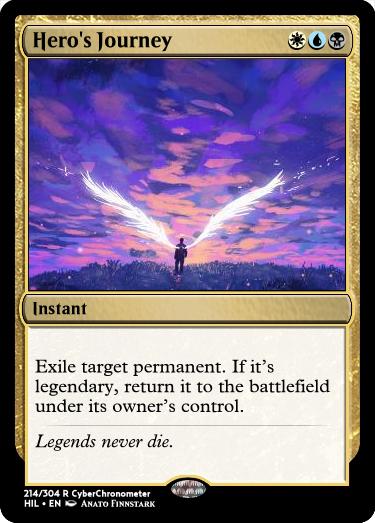 Hero's Journey
Instant
Exile target permanent. If it's
legendary, return it to the battlefield
under its owner's control.
Legends never die.
214/304 R CyberChronometer
HIL • EN Anato Finnstark